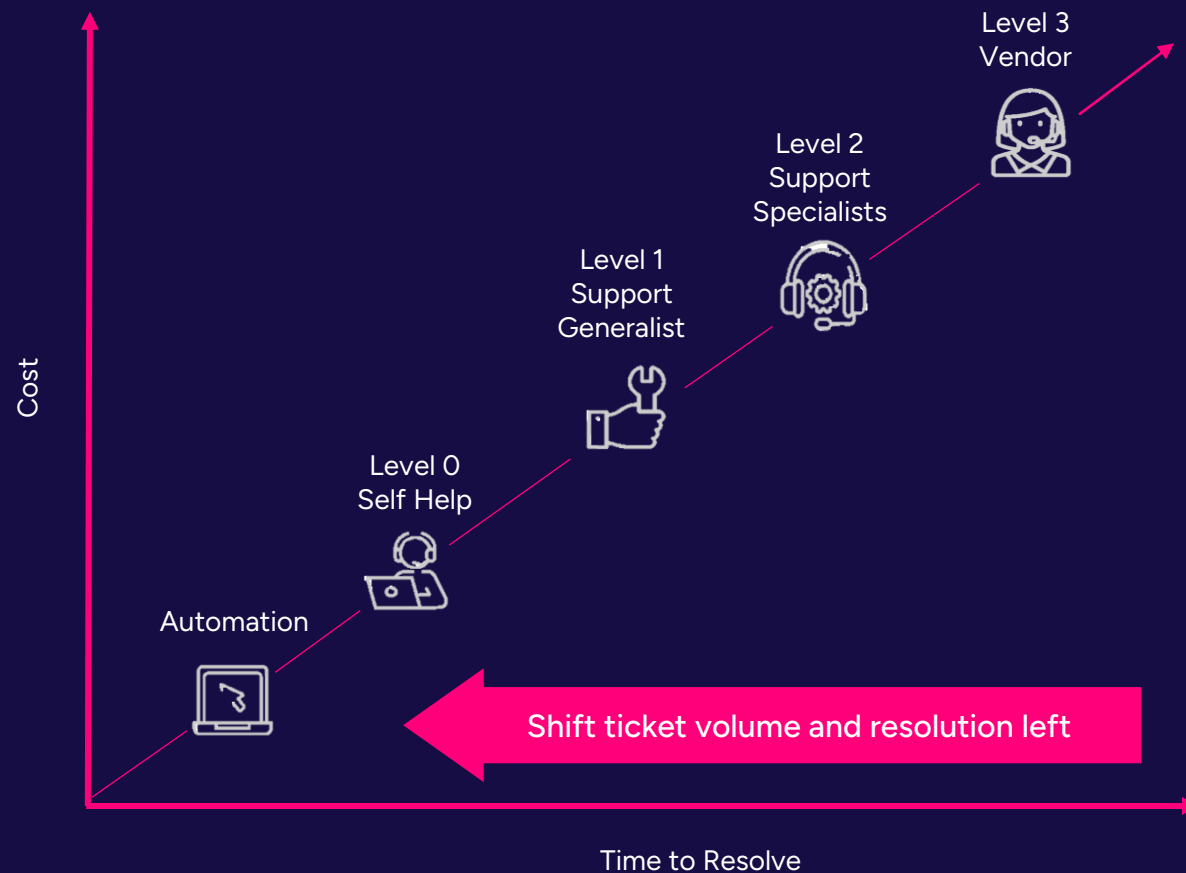 Level 3
Vendor
Level 2
Support
Specialists
Level 1
Support
Generalist
Cost
Level 0
Self Help
Automation
Shift ticket volume and resolution left
Time to Resolve